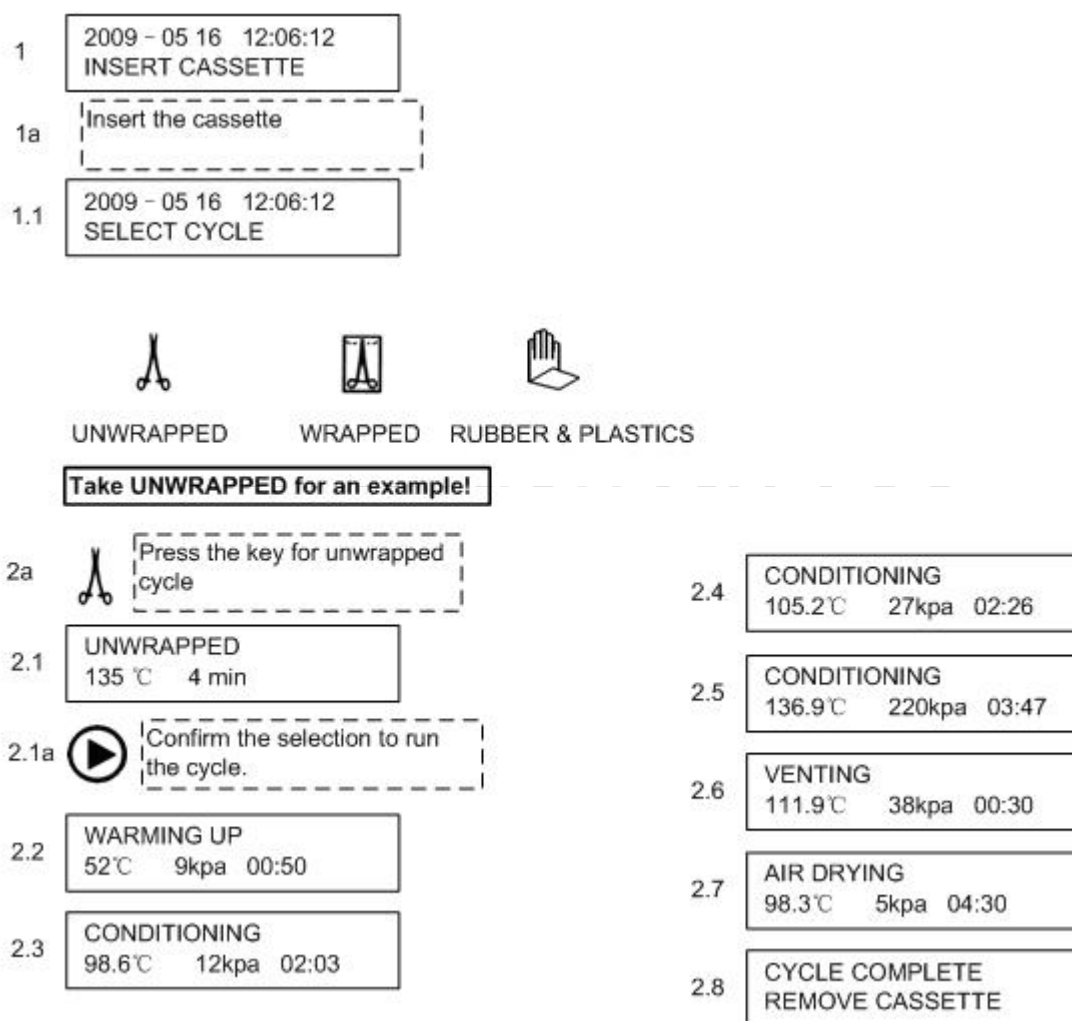 1
2009 – 05 16 12:06:12
INSERT CASSETTE
1a
Insert the cassette
1.1
2009 – 05 16 12:06:12
SELECT CYCLE
UNWRAPPED WRAPPED RUBBER & PLASTICS
Take UNWRAPPED for an example!
2a
Press the key for unwrapped
cycle
2.1
UNWRAPPED
135 ℃ 4 min
2.1a
Confirm the selection to run
the cycle.
2.2
WARMING UP
52℃ 9kpa 00:50
2.3
CONDITIONING
98.6℃ 12kpa 02:03
2.4
CONDITIONING
105.2℃ 27kpa 02:26
2.5
CONDITIONING
136.9℃ 220kpa 03:47
2.6
VENTING
111.9℃ 38kpa 00:30
2.7
AIR DRYING
98.3℃ 5kpa 04:30
2.8
CYCLE COMPLETE
REMOVE CASSETTE